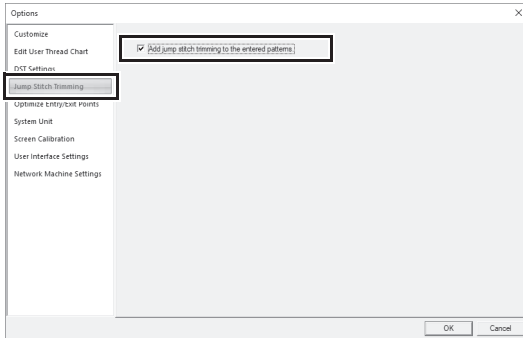 Options
Customize
Edit User Thread Chart
DST Settings
Jump Stitch Trimming
Optimize Entry/Exit Points
System Unit
Screen Calibration
User Interface Settings
Network Machine Settings
Add jump stitch trimming to the entered patterns.
OK
Cancel